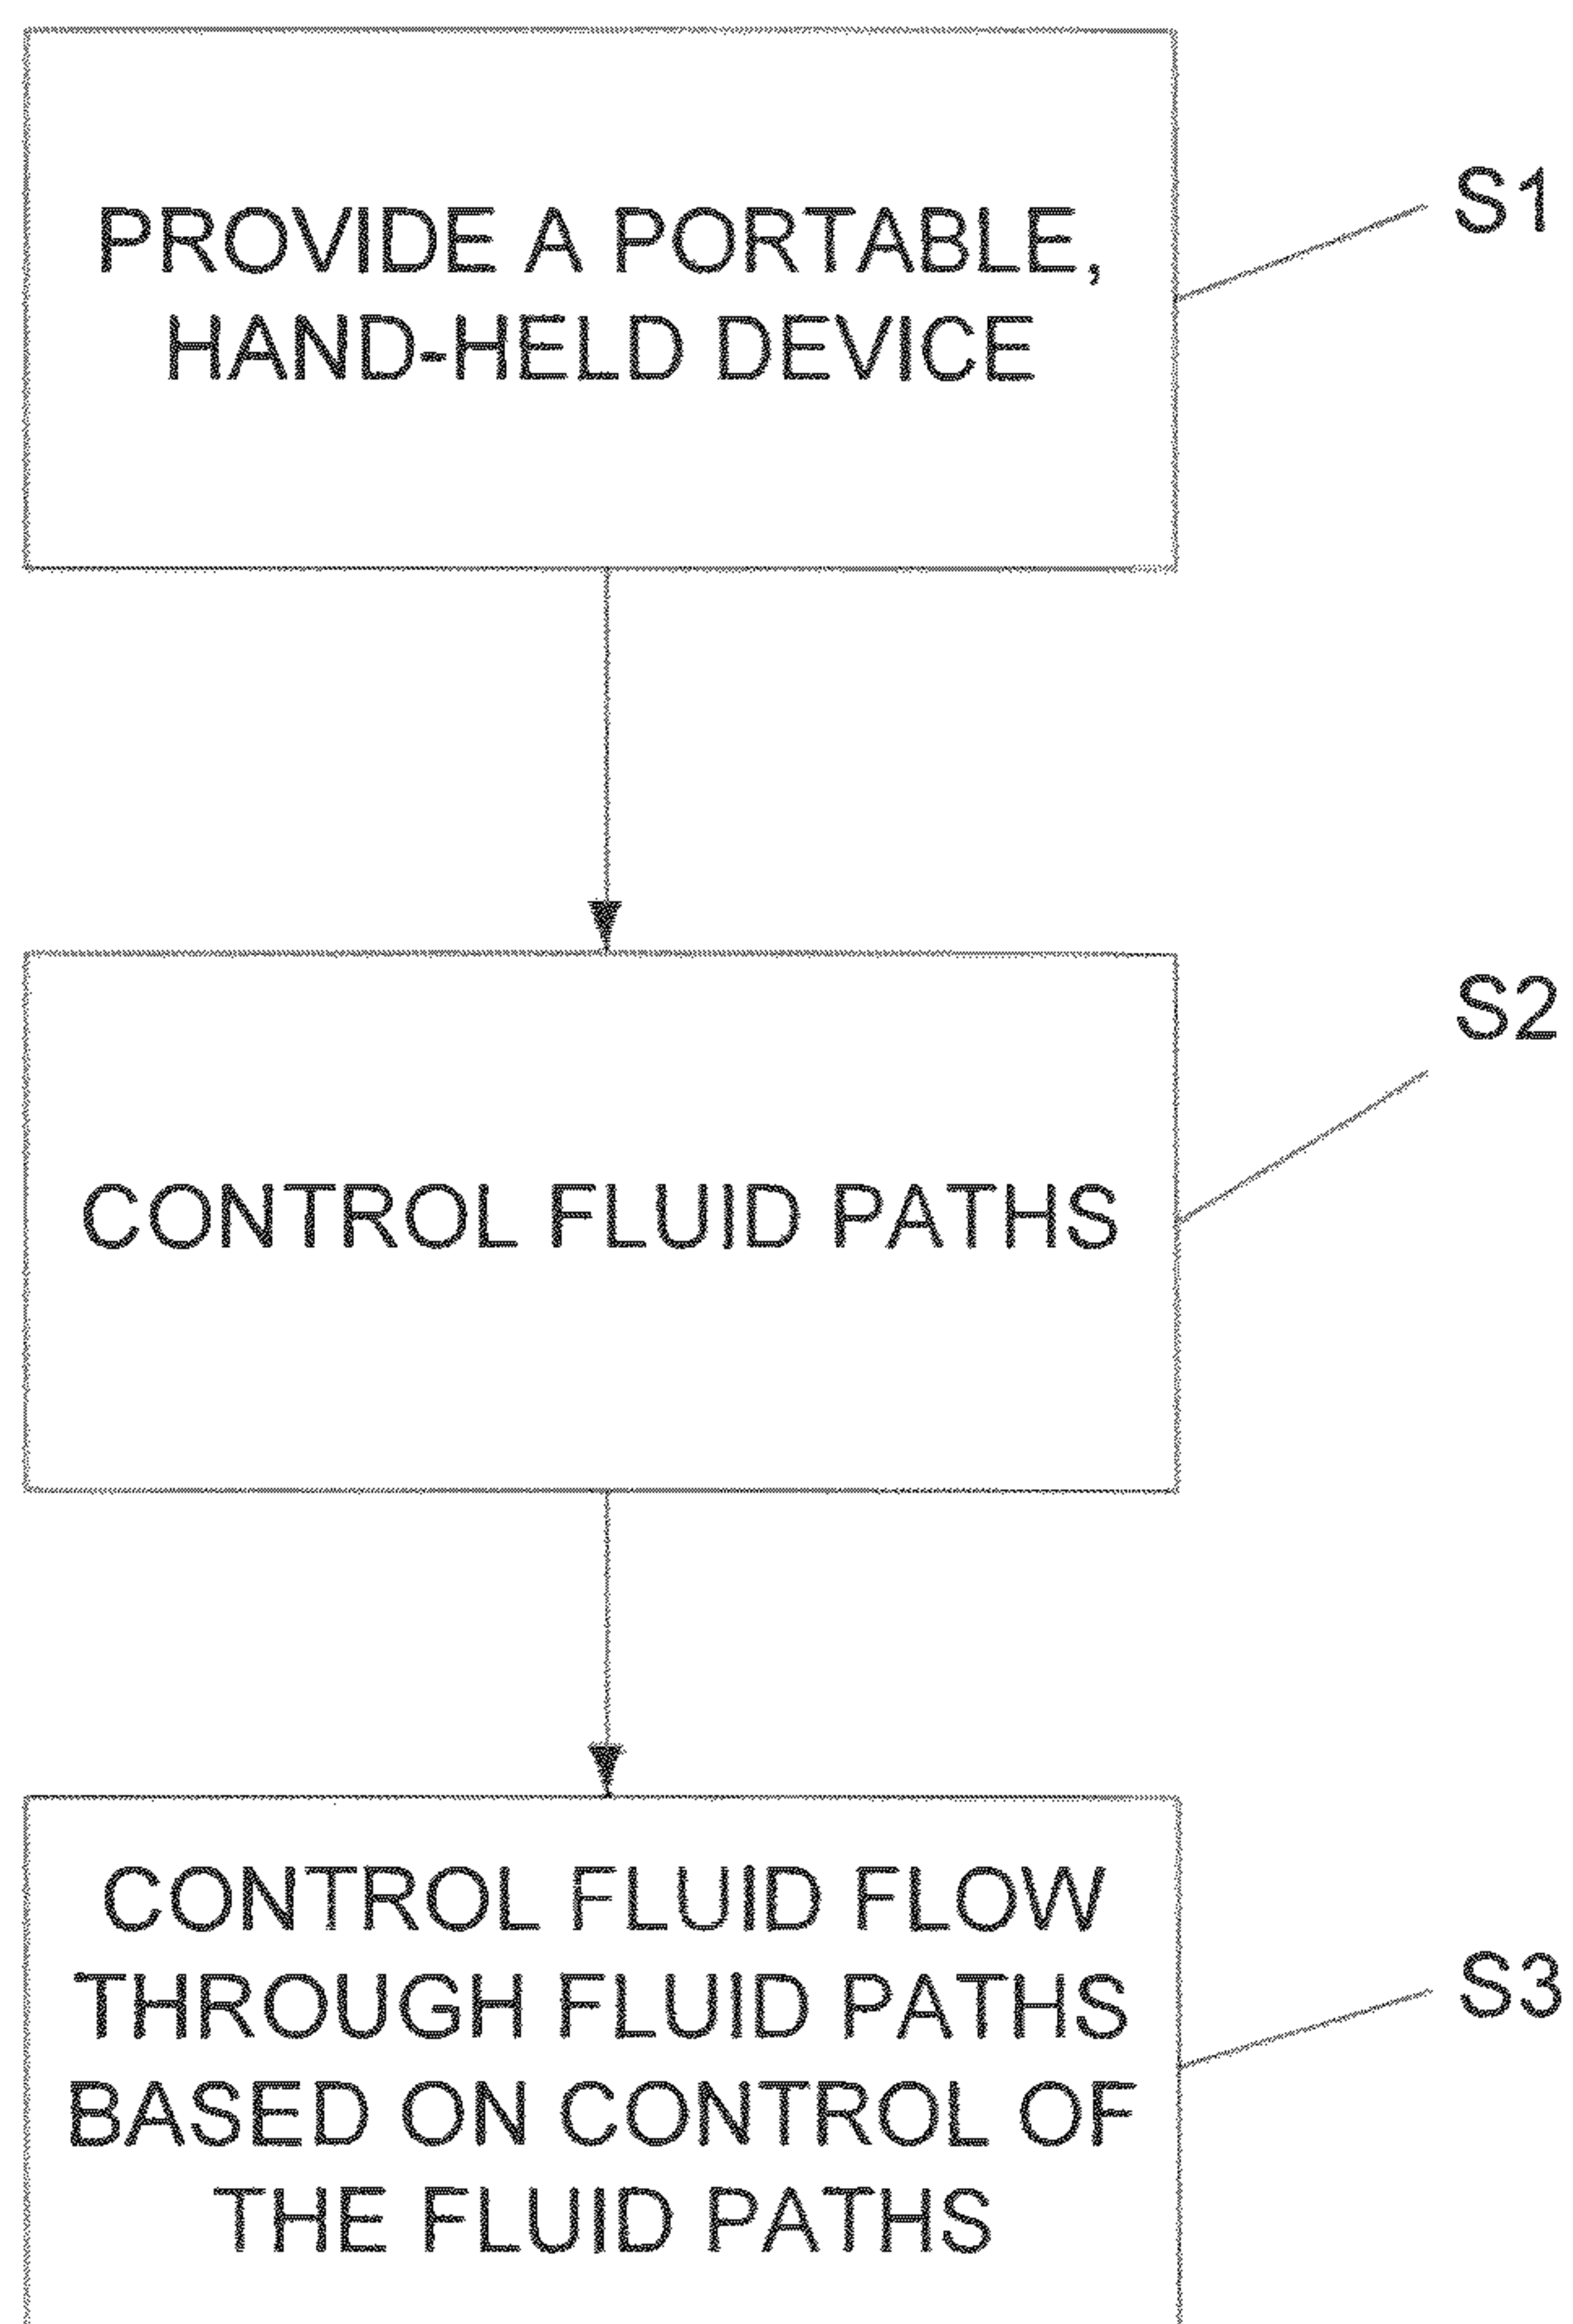 PROVIDE A PORTABLE,
HAND-HELD DEVICE
S1
CONTROL FLUID PATHS
S2
CONTROL FLUID FLOW
THROUGH FLUID PATHS
BASED ON CONTROL OF
THE FLUID PATHS
S3